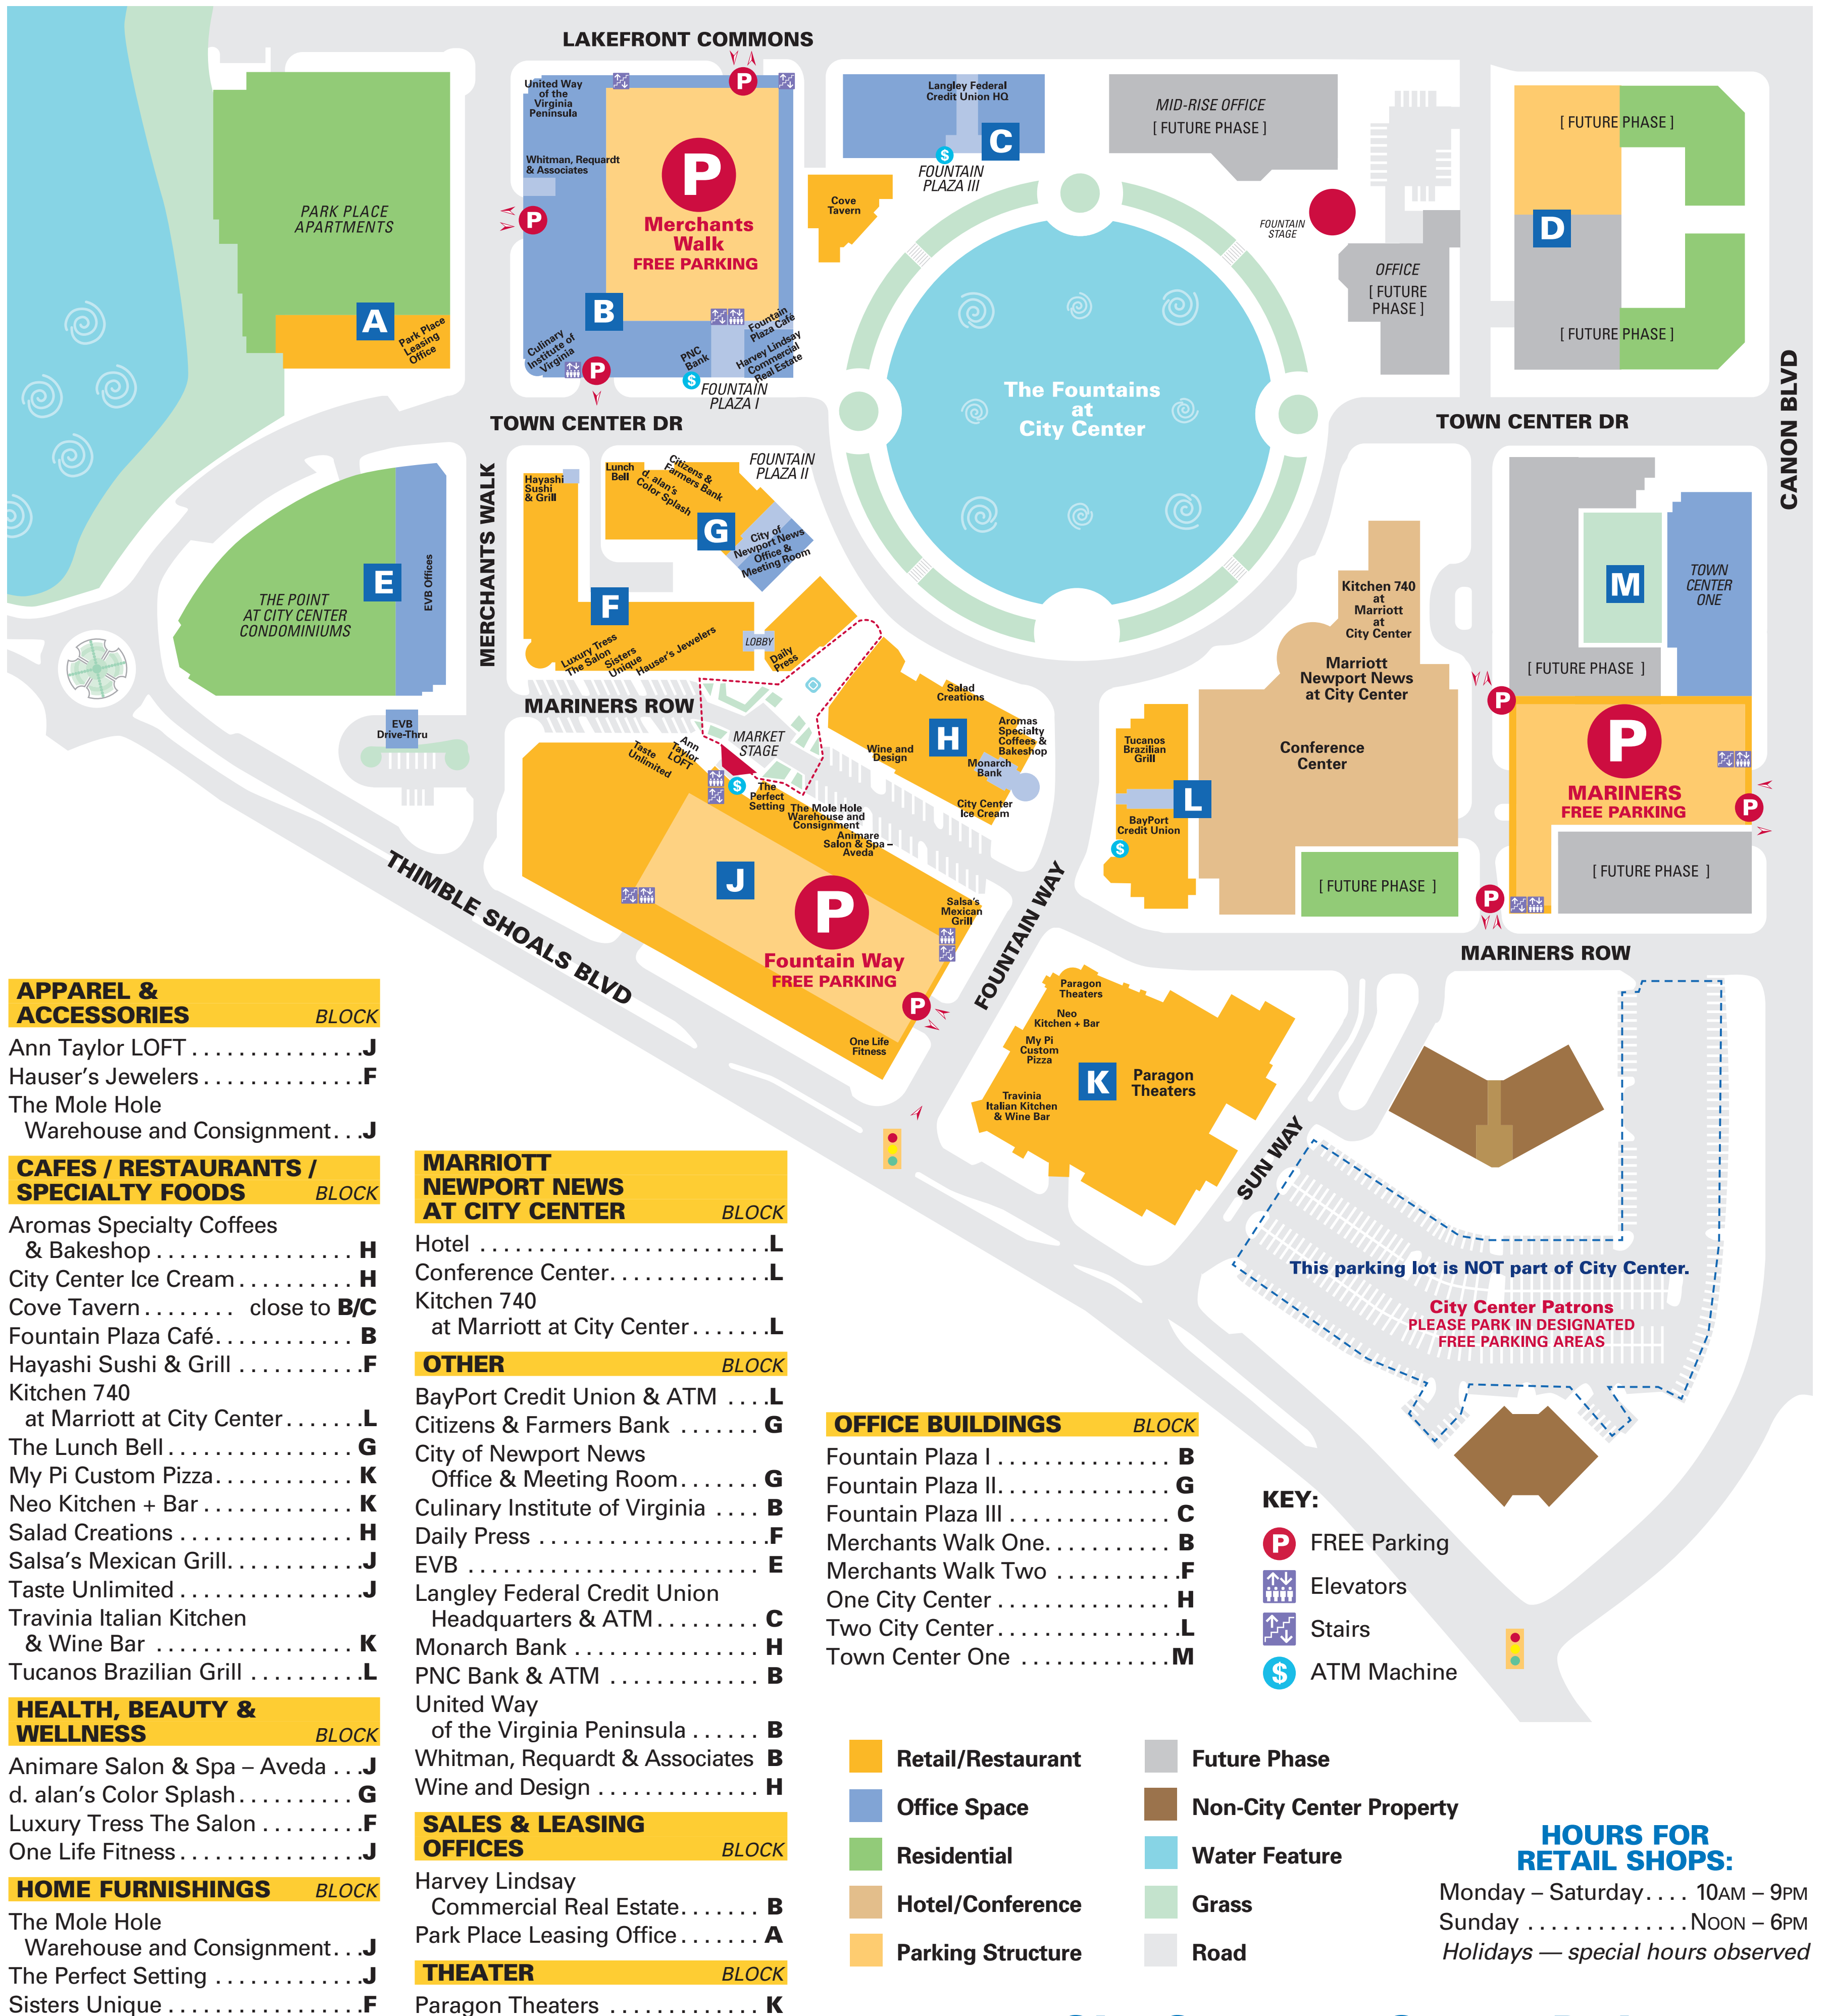 LAKEFRONT COMMONS
United Way
of the
Virginia
Peninsula
Whitman, Requardt
& Associates
P
P
P
Merchants
Walk
FREE PARKING
B
Culinary
Institute of
Virginia
P
PNC
Bank
$
Fountain
Plaza Café
Harvey Lindsay
Commercial
Real Estate
FOUNTAIN
PLAZA I
PARK PLACE
APARTMENTS
A
Park Place
Leasing
Office
Langley Federal
Credit Union HQ
C
$
FOUNTAIN
PLAZA III
Cove
Tavern
MID-RISE OFFICE
[ FUTURE PHASE ]
FOUNTAIN
STAGE
OFFICE
[ FUTURE
PHASE ]
[ FUTURE PHASE ]
D
[ FUTURE PHASE ]
CANON BLVD
The Fountains
at
City Center
TOWN CENTER DR
TOWN CENTER DR
MERCHANTS WALK
THE POINT
AT CITY CENTER
CONDOMINIUMS
E
EVB Offices
EVB
Drive-Thru
Hayashi
Sushi
& Grill
Lunch
Bell
d. alan's
Color Splash
Citizens &
Farmers Bank
FOUNTAIN
PLAZA II
G
City of
Newport News
Office &
Meeting Room
F
Luxury Tress
The Salon
Sisters
Unique
Hauser's Jewelers
LOBBY
Daily
Press
MARINERS ROW
MARKET
STAGE
Salad
Creations
H
Aromas
Specialty
Coffees &
Bakeshop
Wine and
Design
Monarch
Bank
City Center
Ice Cream
Taste
Unlimited
Ann
Taylor
LOFT
$
The
Perfect
Setting
The Mole Hole
Warehouse and
Consignment
Animare
Salon & Spa –
Aveda
J
P
Fountain Way
FREE PARKING
Salsa's
Mexican
Grill
P
One Life
Fitness
THIMBLE SHOALS BLVD
FOUNTAIN WAY
Tucanos
Brazilian
Grill
L
BayPort
Credit Union
$
Kitchen 740
at
Marriott
at
City Center
Marriott
Newport News
at City Center
Conference
Center
[ FUTURE PHASE ]
M
TOWN
CENTER
ONE
[ FUTURE PHASE ]
P
P
MARINERS
FREE PARKING
P
[ FUTURE PHASE ]
P
MARINERS ROW
Paragon
Theaters
Neo
Kitchen + Bar
My Pi
Custom
Pizza
K
Paragon
Theaters
Travinia
Italian Kitchen
& Wine Bar
SUN WAY
This parking lot is NOT part of City Center.
City Center Patrons
PLEASE PARK IN DESIGNATED
FREE PARKING AREAS
APPAREL &
ACCESSORIES BLOCK
Ann Taylor LOFT . . . . . . . . . . . . . . .J
Hauser's Jewelers . . . . . . . . . . . . . .F
The Mole Hole
Warehouse and Consignment. . .J
CAFES / RESTAURANTS /
SPECIALTY FOODS BLOCK
Aromas Specialty Coffees
& Bakeshop . . . . . . . . . . . . . . . . . H
City Center Ice Cream . . . . . . . . . . H
Cove Tavern . . . . . . . . close to B/C
Fountain Plaza Café. . . . . . . . . . . . B
Hayashi Sushi & Grill . . . . . . . . . . .F
Kitchen 740
at Marriott at City Center . . . . . . .L
The Lunch Bell . . . . . . . . . . . . . . . . G
My Pi Custom Pizza. . . . . . . . . . . . K
Neo Kitchen + Bar . . . . . . . . . . . . . K
Salad Creations . . . . . . . . . . . . . . . H
Salsa's Mexican Grill. . . . . . . . . . . .J
Taste Unlimited . . . . . . . . . . . . . . . .J
Travinia Italian Kitchen
& Wine Bar . . . . . . . . . . . . . . . . . K
Tucanos Brazilian Grill . . . . . . . . . .L
HEALTH, BEAUTY &
WELLNESS BLOCK
Animare Salon & Spa – Aveda . . .J
d. alan's Color Splash . . . . . . . . . . G
Luxury Tress The Salon . . . . . . . . .F
One Life Fitness . . . . . . . . . . . . . . . .J
HOME FURNISHINGS BLOCK
The Mole Hole
Warehouse and Consignment. . .J
The Perfect Setting . . . . . . . . . . . . .J
Sisters Unique . . . . . . . . . . . . . . . . .F
MARRIOTT
NEWPORT NEWS
AT CITY CENTER BLOCK
Hotel . . . . . . . . . . . . . . . . . . . . . . . . .L
Conference Center. . . . . . . . . . . . . .L
Kitchen 740
at Marriott at City Center . . . . . . .L
OTHER BLOCK
BayPort Credit Union & ATM . . . .L
Citizens & Farmers Bank . . . . . . . G
City of Newport News
Office & Meeting Room. . . . . . . G
Culinary Institute of Virginia . . . . B
Daily Press . . . . . . . . . . . . . . . . . . . .F
EVB . . . . . . . . . . . . . . . . . . . . . . . . . E
Langley Federal Credit Union
Headquarters & ATM . . . . . . . . . C
Monarch Bank . . . . . . . . . . . . . . . . H
PNC Bank & ATM . . . . . . . . . . . . . B
United Way
of the Virginia Peninsula . . . . . . B
Whitman, Requardt & Associates B
Wine and Design . . . . . . . . . . . . . . H
SALES & LEASING
OFFICES BLOCK
Harvey Lindsay
Commercial Real Estate. . . . . . . B
Park Place Leasing Office . . . . . . . A
THEATER BLOCK
Paragon Theaters . . . . . . . . . . . . . K
OFFICE BUILDINGS BLOCK
Fountain Plaza I . . . . . . . . . . . . . . . B
Fountain Plaza II. . . . . . . . . . . . . . . G
Fountain Plaza III . . . . . . . . . . . . . . C
Merchants Walk One. . . . . . . . . . . B
Merchants Walk Two . . . . . . . . . . .F
One City Center . . . . . . . . . . . . . . . H
Two City Center . . . . . . . . . . . . . . . .L
Town Center One . . . . . . . . . . . . . M
KEY:
P FREE Parking
Elevators
Stairs
$ ATM Machine
Retail/Restaurant
Office Space
Residential
Hotel/Conference
Parking Structure
Future Phase
Non-City Center Property
Water Feature
Grass
Road
HOURS FOR
RETAIL SHOPS:
Monday – Saturday. . . . 10AM – 9PM
Sunday . . . . . . . . . . . . . . NOON – 6PM
Holidays — special hours observed